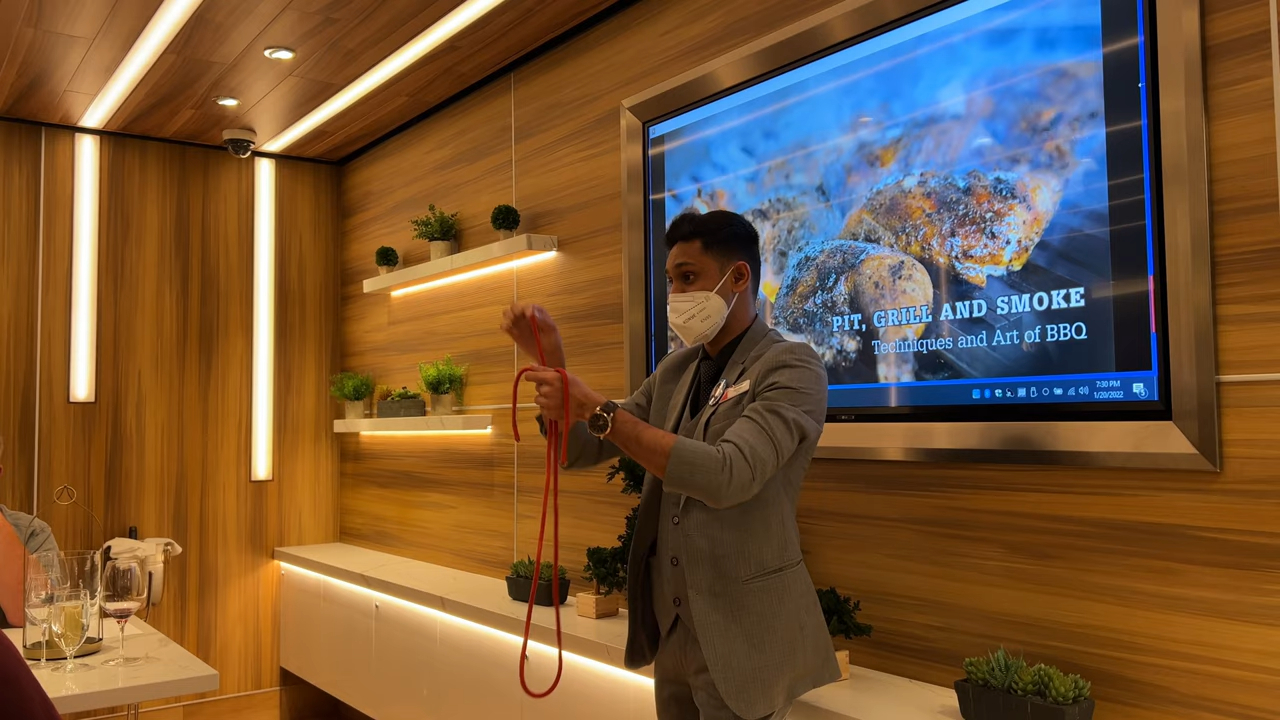 PIT, GRILL AND SMOKE
Techniques and Art of BBQ
7:30 PM
1/20/2022